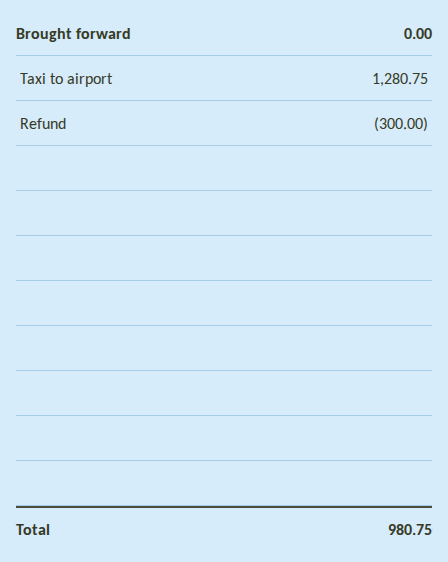 Brought forward 0.00
Taxi to airport 1,280.75
Refund (300.00)
Total 980.75